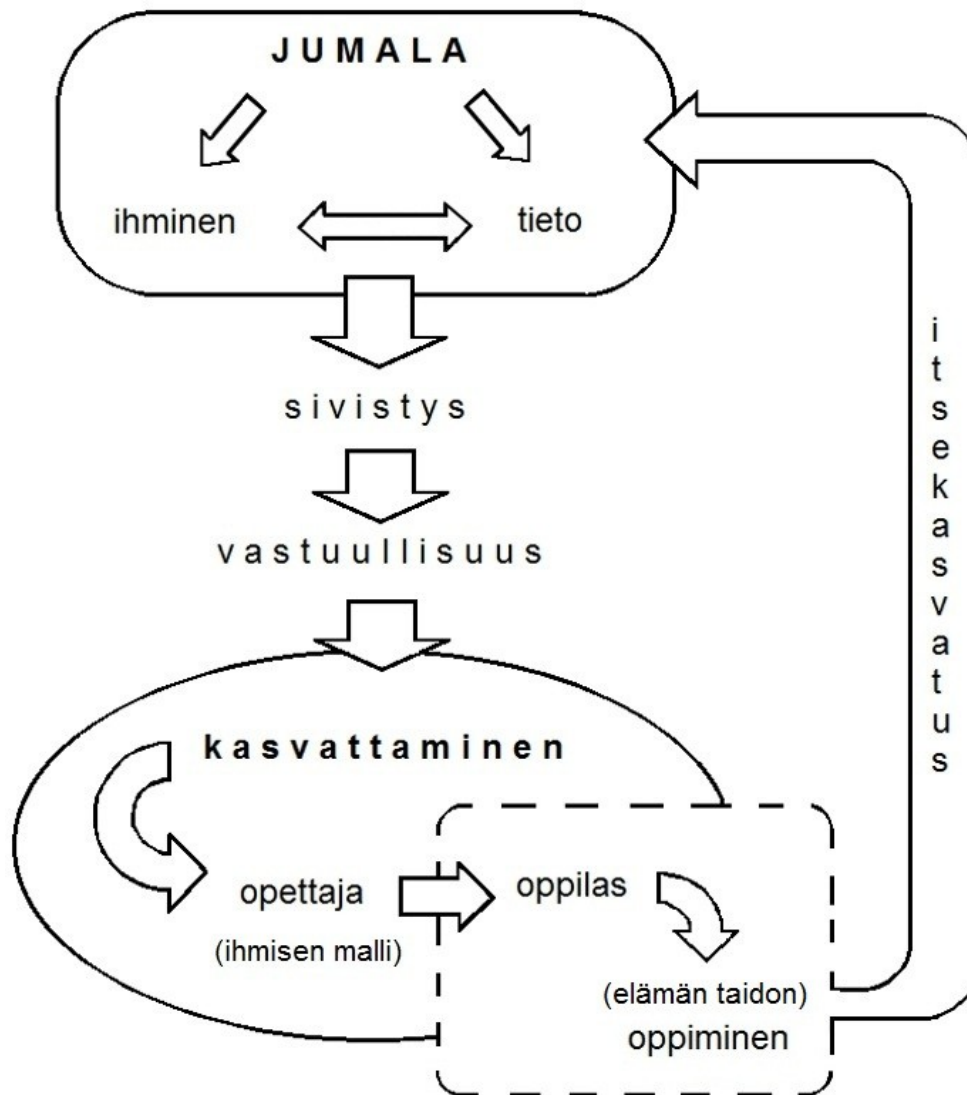 JUMALA
ihminen
tieto
sivistys
vastuullisuus
kasvattaminen
opettaja
(ihmisen malli)
oppilas
(elämän taidon)
oppiminen
itsekasvatus